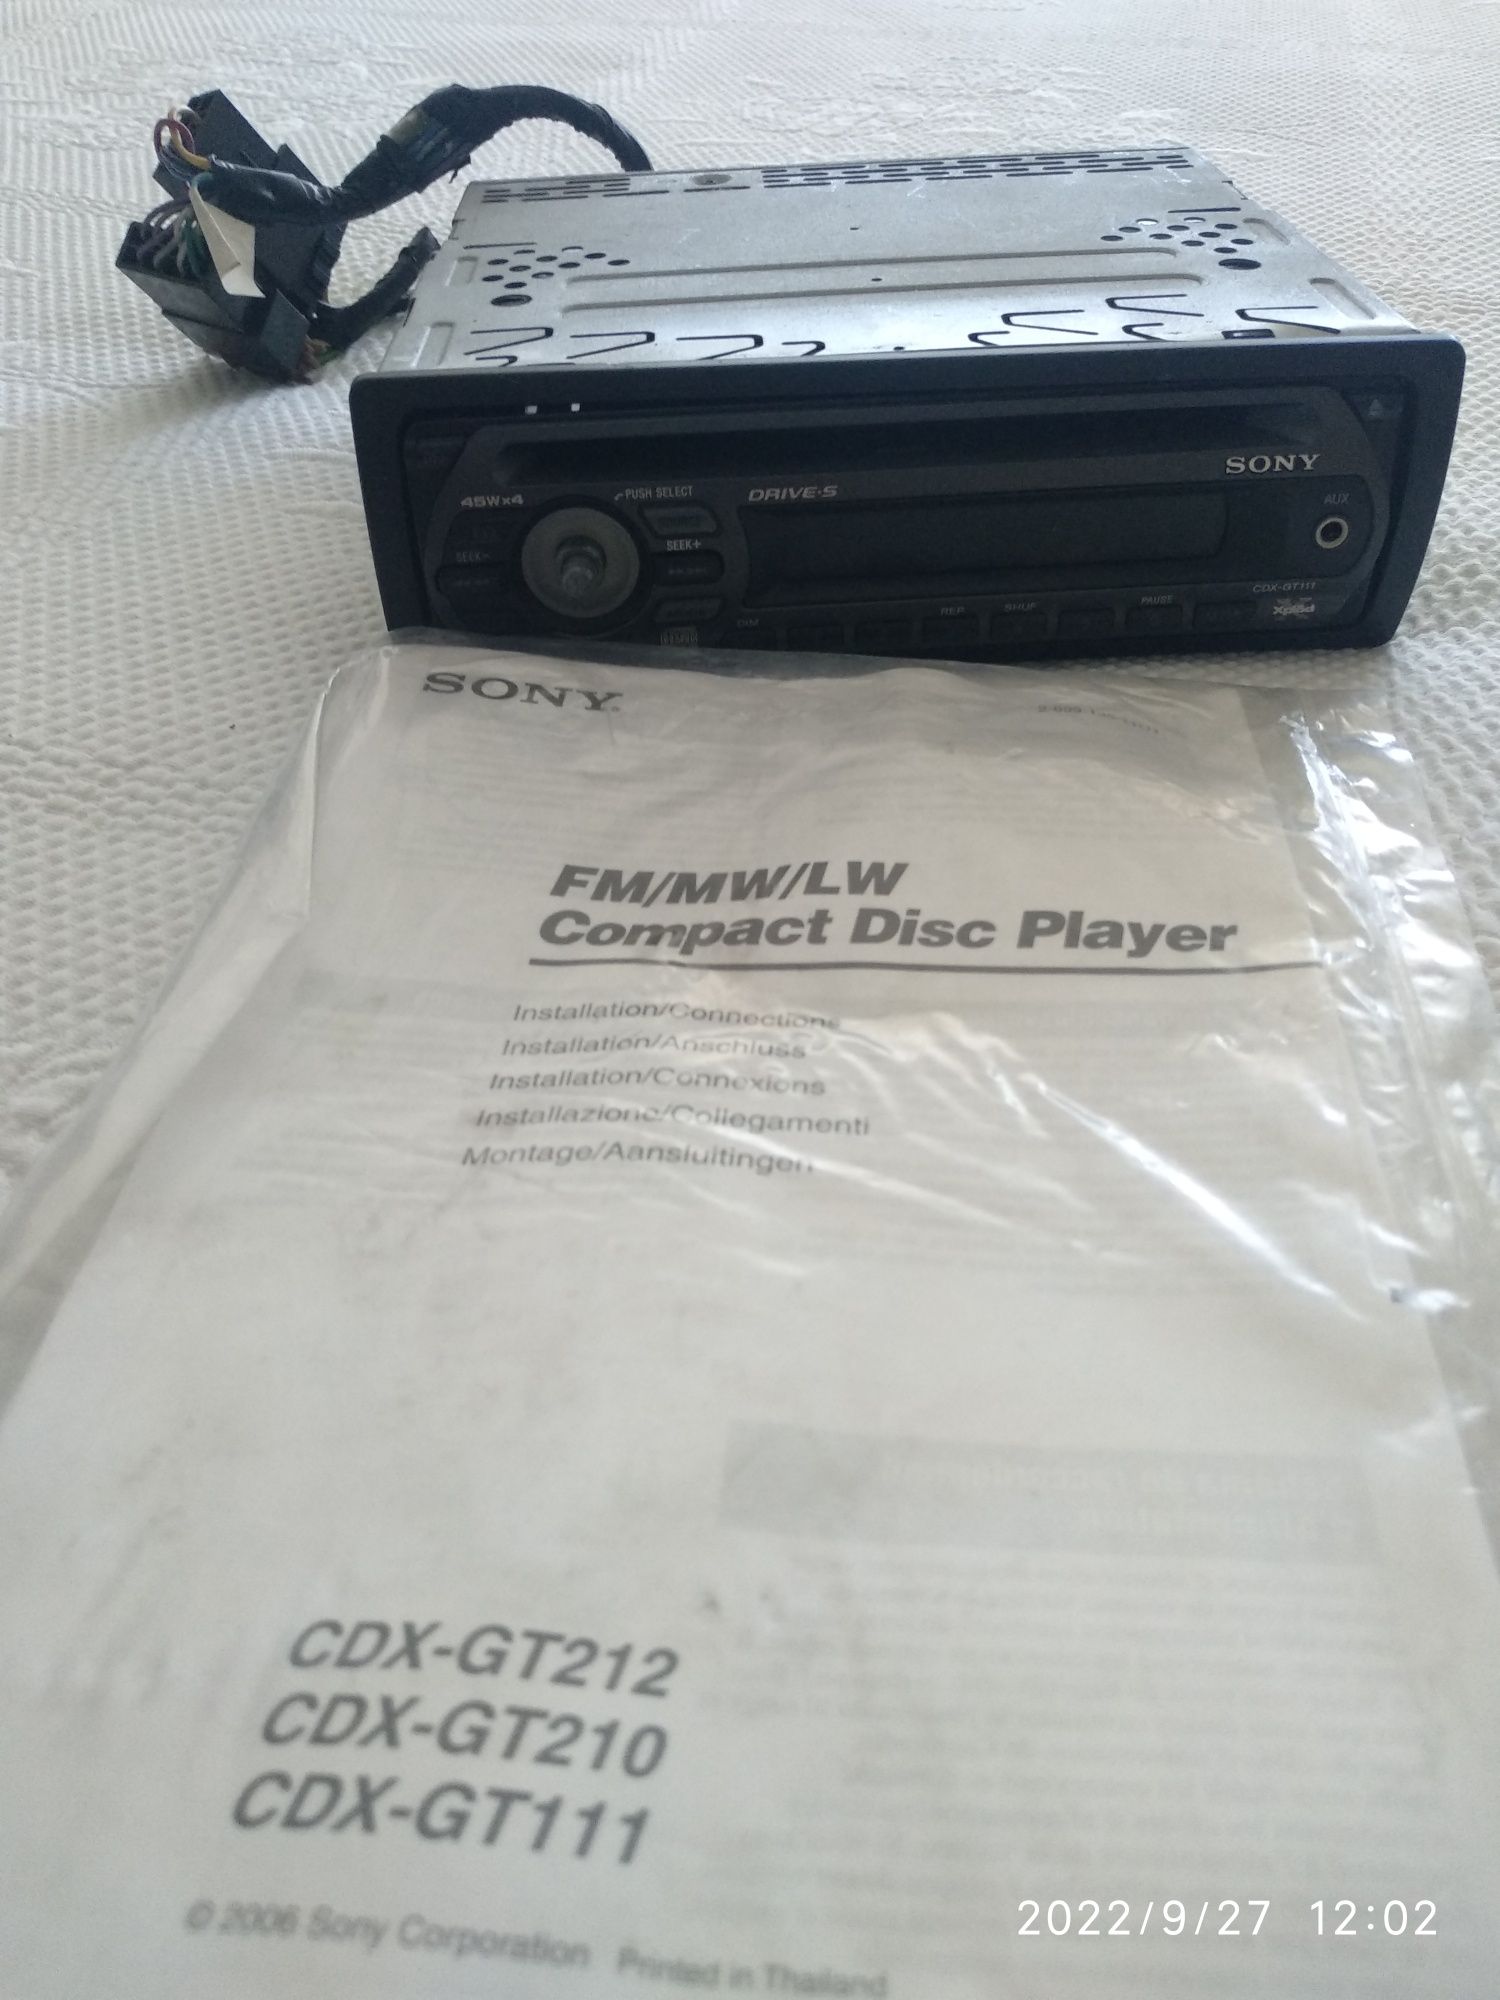 SONY
45Wx4
PUSH SELECT
DRIVE-S
AUX
SEEK-
SEEK+
CDX-GT111
DIM
REP
SHUF
PAUSE
Xplod
SONY
FM/MW/LW
Compact Disc Player
Installation/Connections
Installation/Anschluss
Installation/Connexions
Installazione/Collegamenti
Montage/Aansluitingen
CDX-GT212
CDX-GT210
CDX-GT111
© 2006 Sony Corporation Printed in Thailand
2022/9/27 12:02